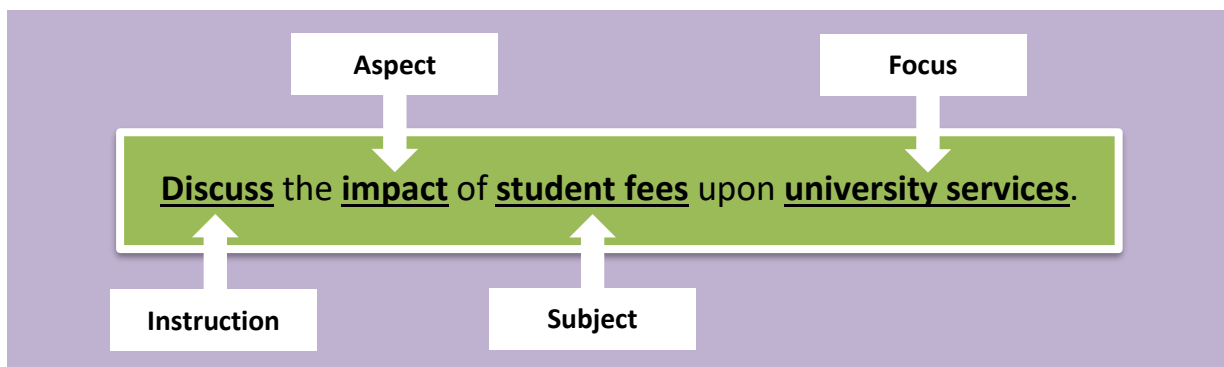 Aspect
Focus
Discuss the impact of student fees upon university services.
Instruction
Subject